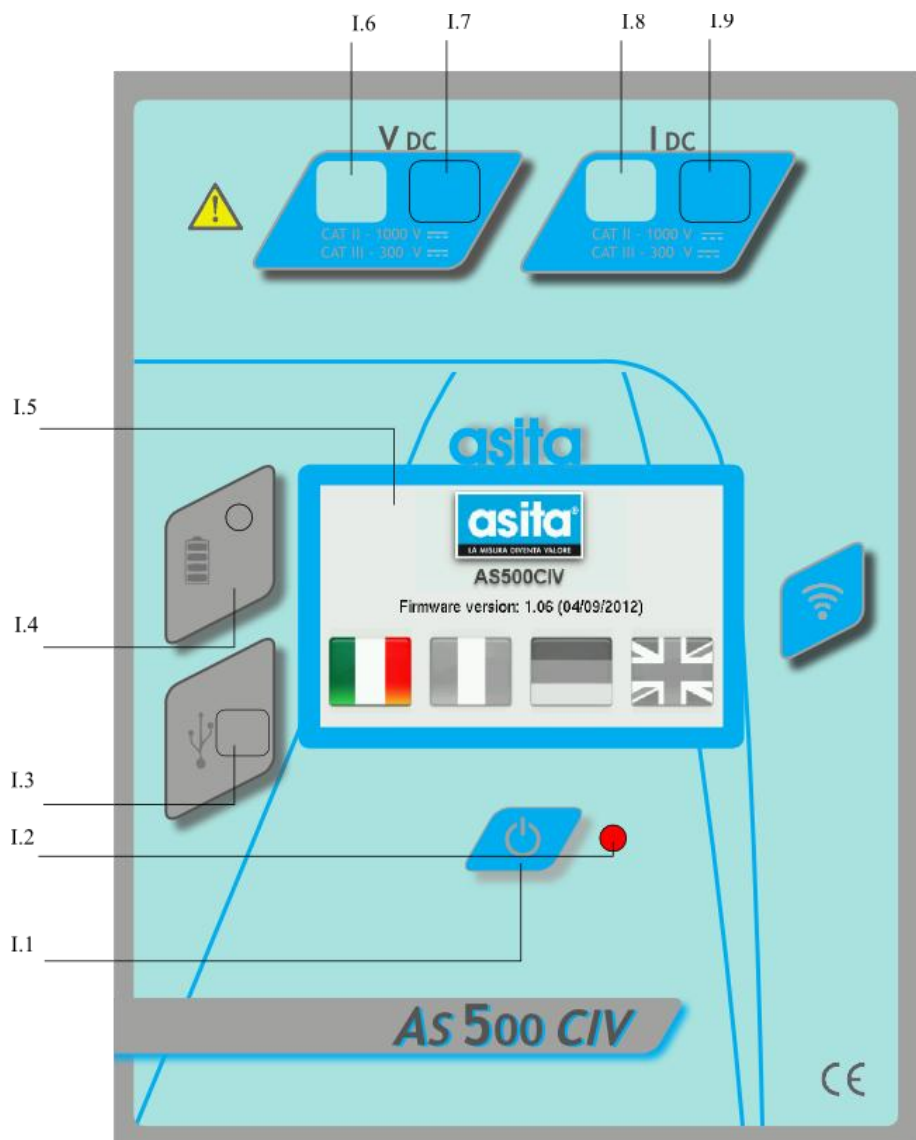 I.6
I.7
I.8
I.9
V DC
I DC
CAT II - 1000 V
CAT III - 300 V
CAT II - 1000 V
CAT III - 300 V
I.5
asita
asita®
LA MISURA DIVENTA VALORE
AS500CIV
Firmware version: 1.06 (04/09/2012)
I.4
I.3
I.2
I.1
AS 500 CIV
CE